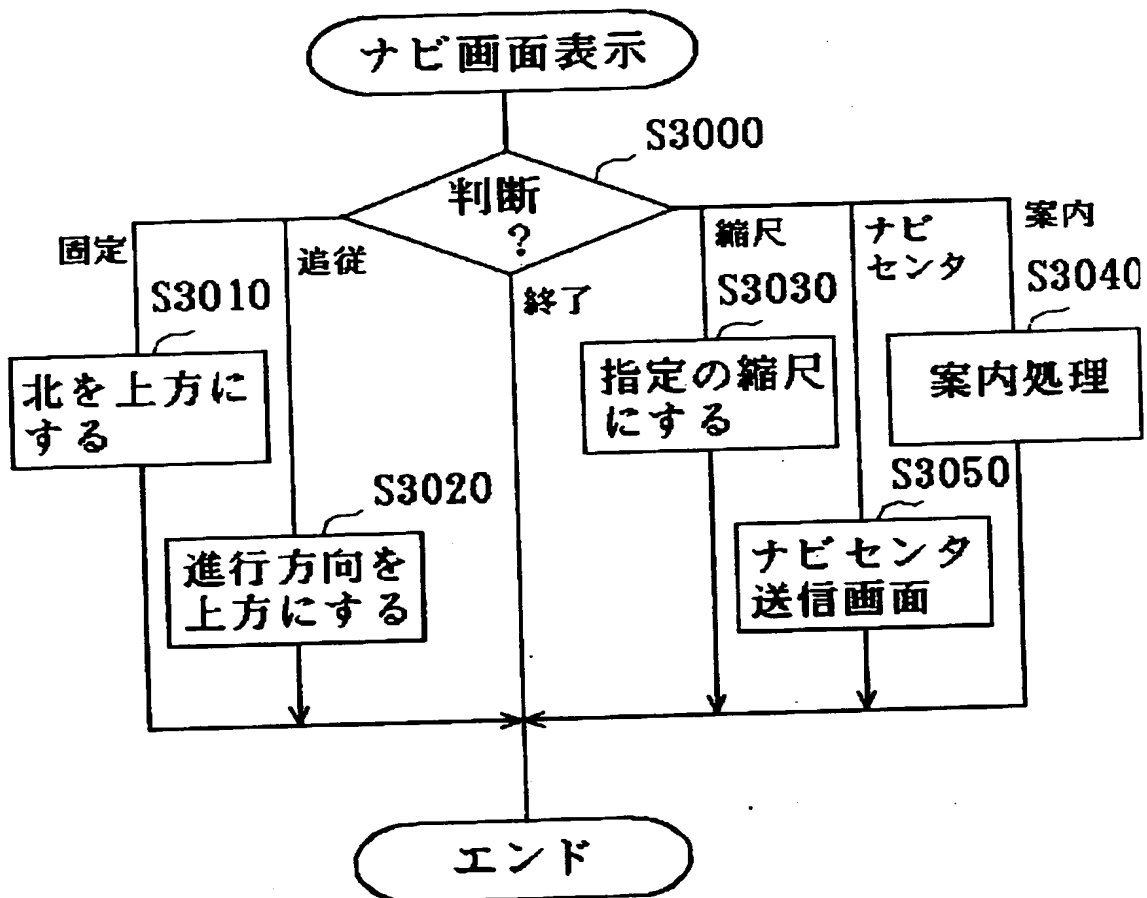 ナビ画面表示
S3000
判断
?
固定
追従
終了
縮尺
ナビ
センタ
案内
S3010
S3030
S3040
北を上方に
する
指定の縮尺
にする
案内処理
S3020
S3050
進行方向を
上方にする
ナビセンタ
送信画面
エンド